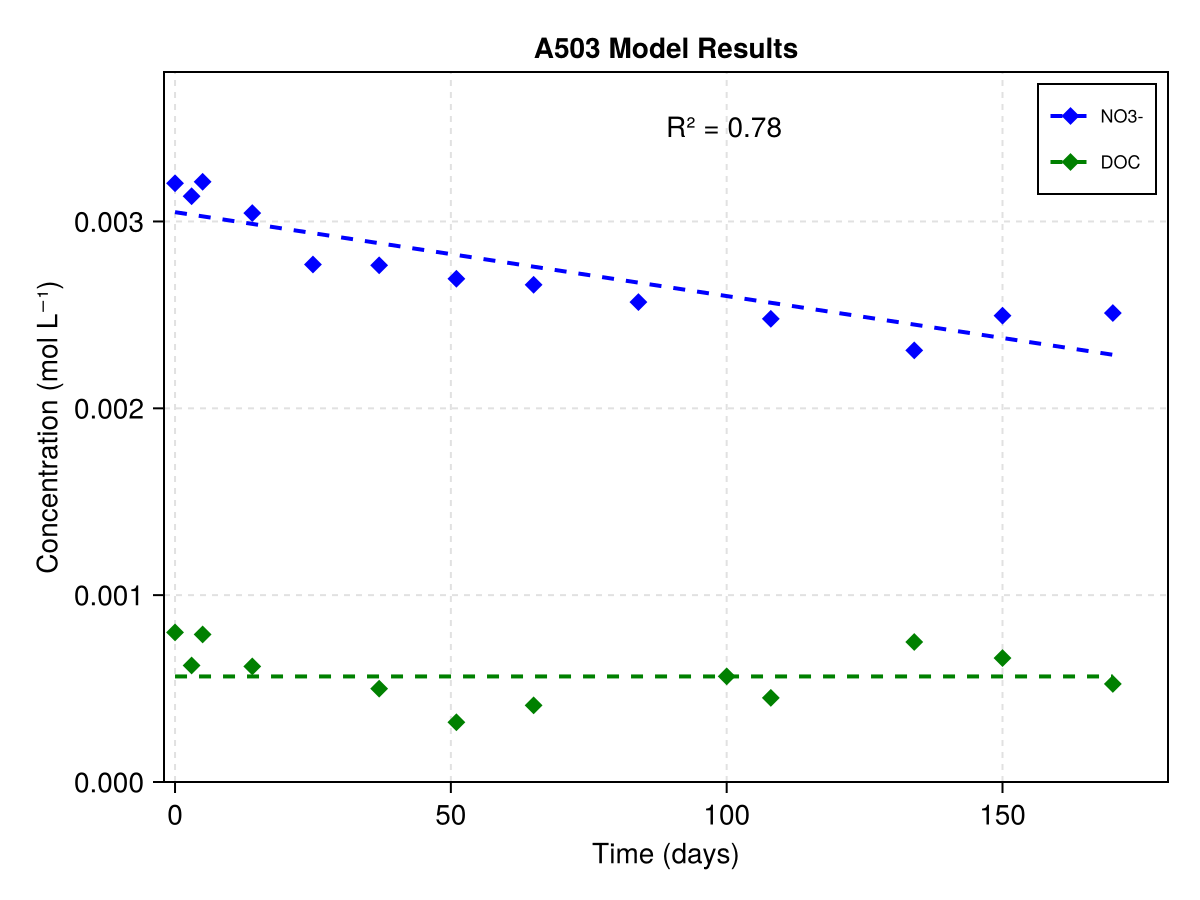 A503 Model Results
R² = 0.78
NO3-
DOC
Concentration (mol L⁻¹)
0.003
0.002
0.001
0.000
0
50
100
150
Time (days)